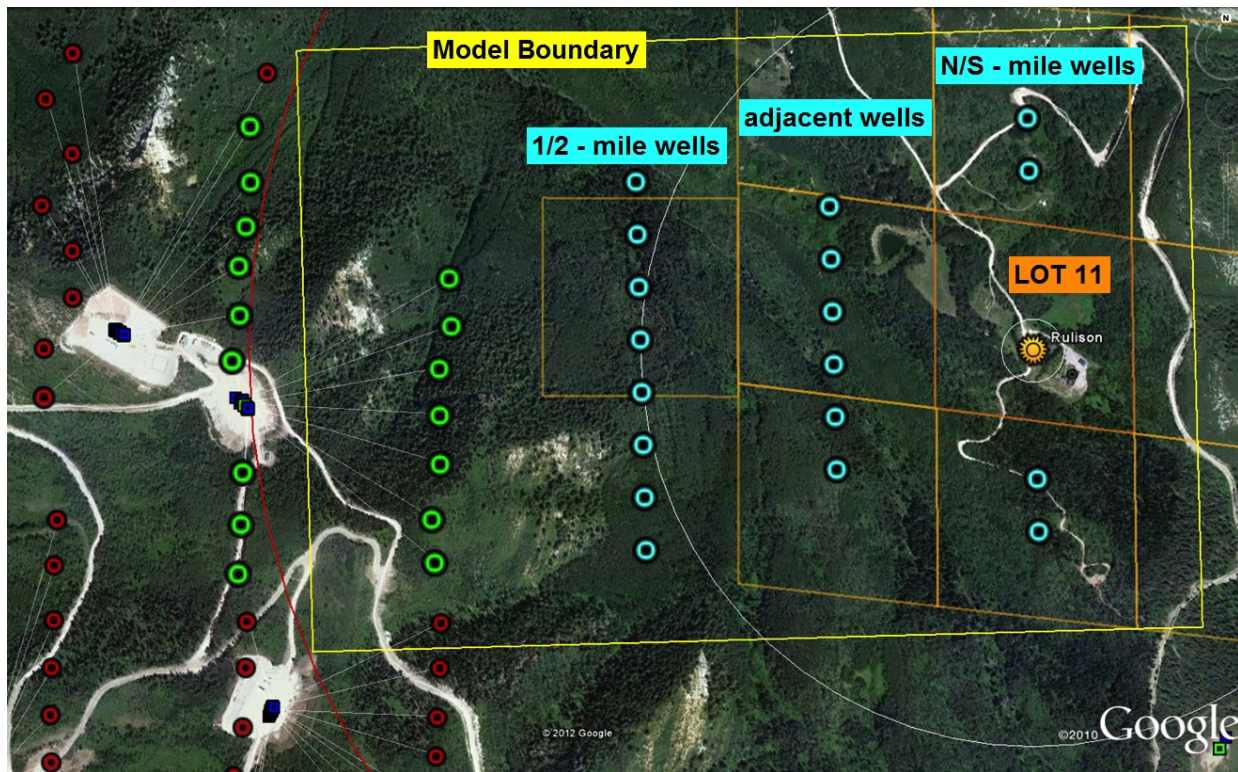 Model Boundary
N/S - mile wells
adjacent wells
1/2 - mile wells
LOT 11
Rulison
© 2012 Google
©2010 Google
N